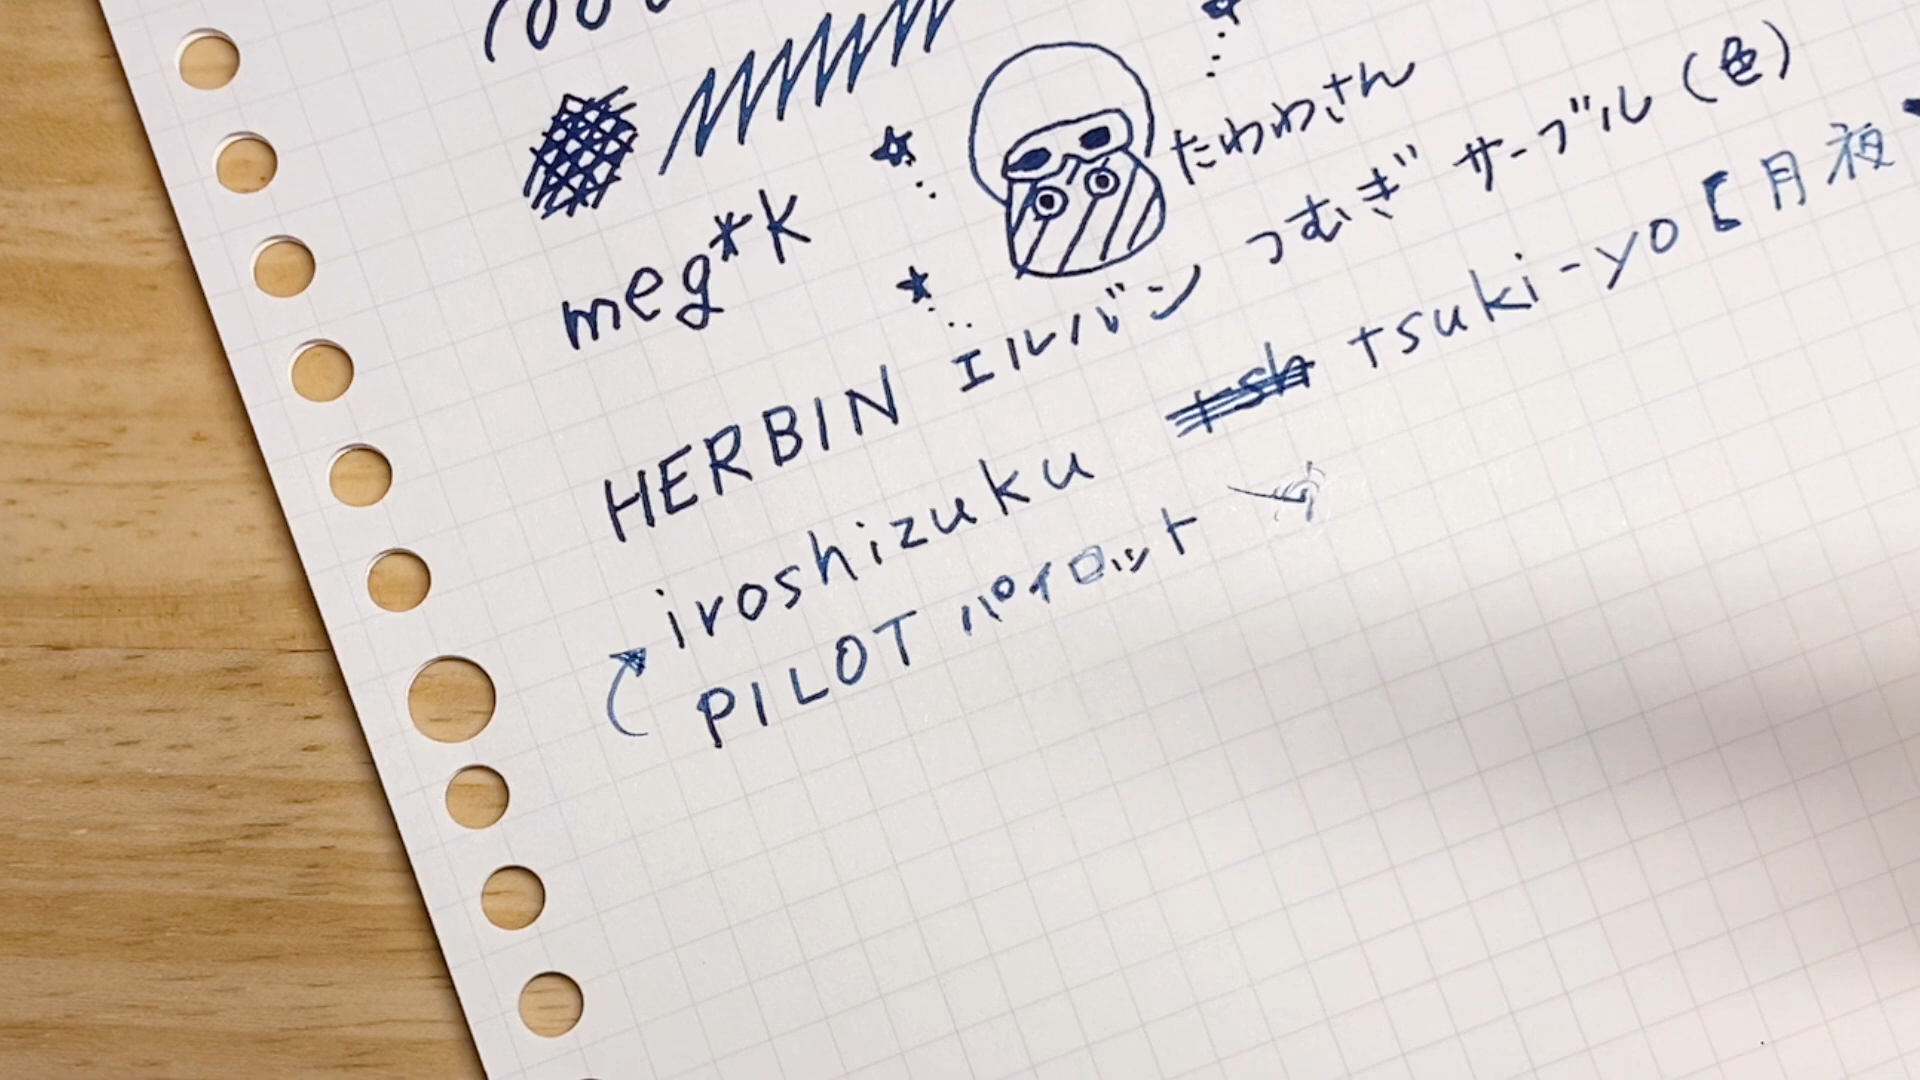 たわわさん
meg*k
HERBIN エルバン つむぎ サーブル (色)
iroshizuku tsuki-yo【月夜
PILOT パイロット